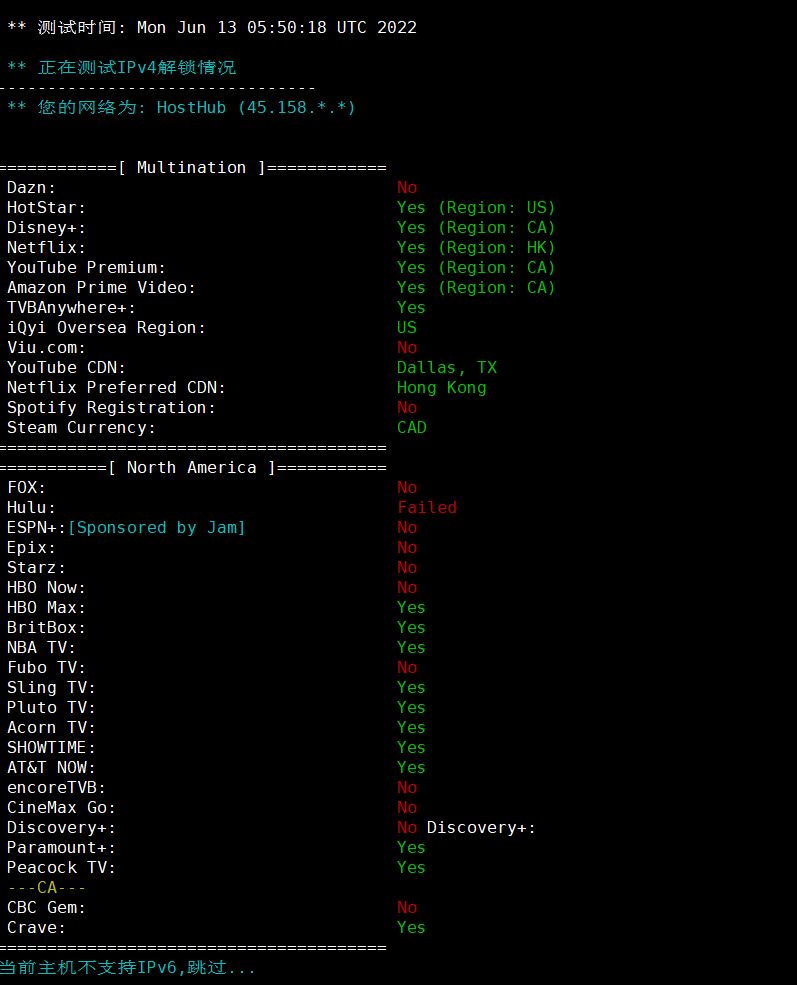 ** 测试时间: Mon Jun 13 05:50:18 UTC 2022
** 正在测试IPv4解锁情况
--------------------------------
** 您的网络为: HostHub (45.158.*.*)
============[ Multination ]============
Dazn: No
HotStar: Yes (Region: US)
Disney+: Yes (Region: CA)
Netflix: Yes (Region: HK)
YouTube Premium: Yes (Region: CA)
Amazon Prime Video: Yes (Region: CA)
TVBAnywhere+: Yes
iQyi Oversea Region: US
Viu.com: No
YouTube CDN: Dallas, TX
Netflix Preferred CDN: Hong Kong
Spotify Registration: No
Steam Currency: CAD
=======================================
===========[ North America ]===========
FOX: No
Hulu: Failed
ESPN+:[Sponsored by Jam] No
Epix: No
Starz: No
HBO Now: No
HBO Max: Yes
BritBox: Yes
NBA TV: Yes
Fubo TV: No
Sling TV: Yes
Pluto TV: Yes
Acorn TV: Yes
SHOWTIME: Yes
AT&T NOW: Yes
encoreTVB: No
CineMax Go: No
Discovery+: No Discovery+:
Paramount+: Yes
Peacock TV: Yes
---CA---
CBC Gem: No
Crave: Yes
=======================================
当前主机不支持IPv6,跳过...